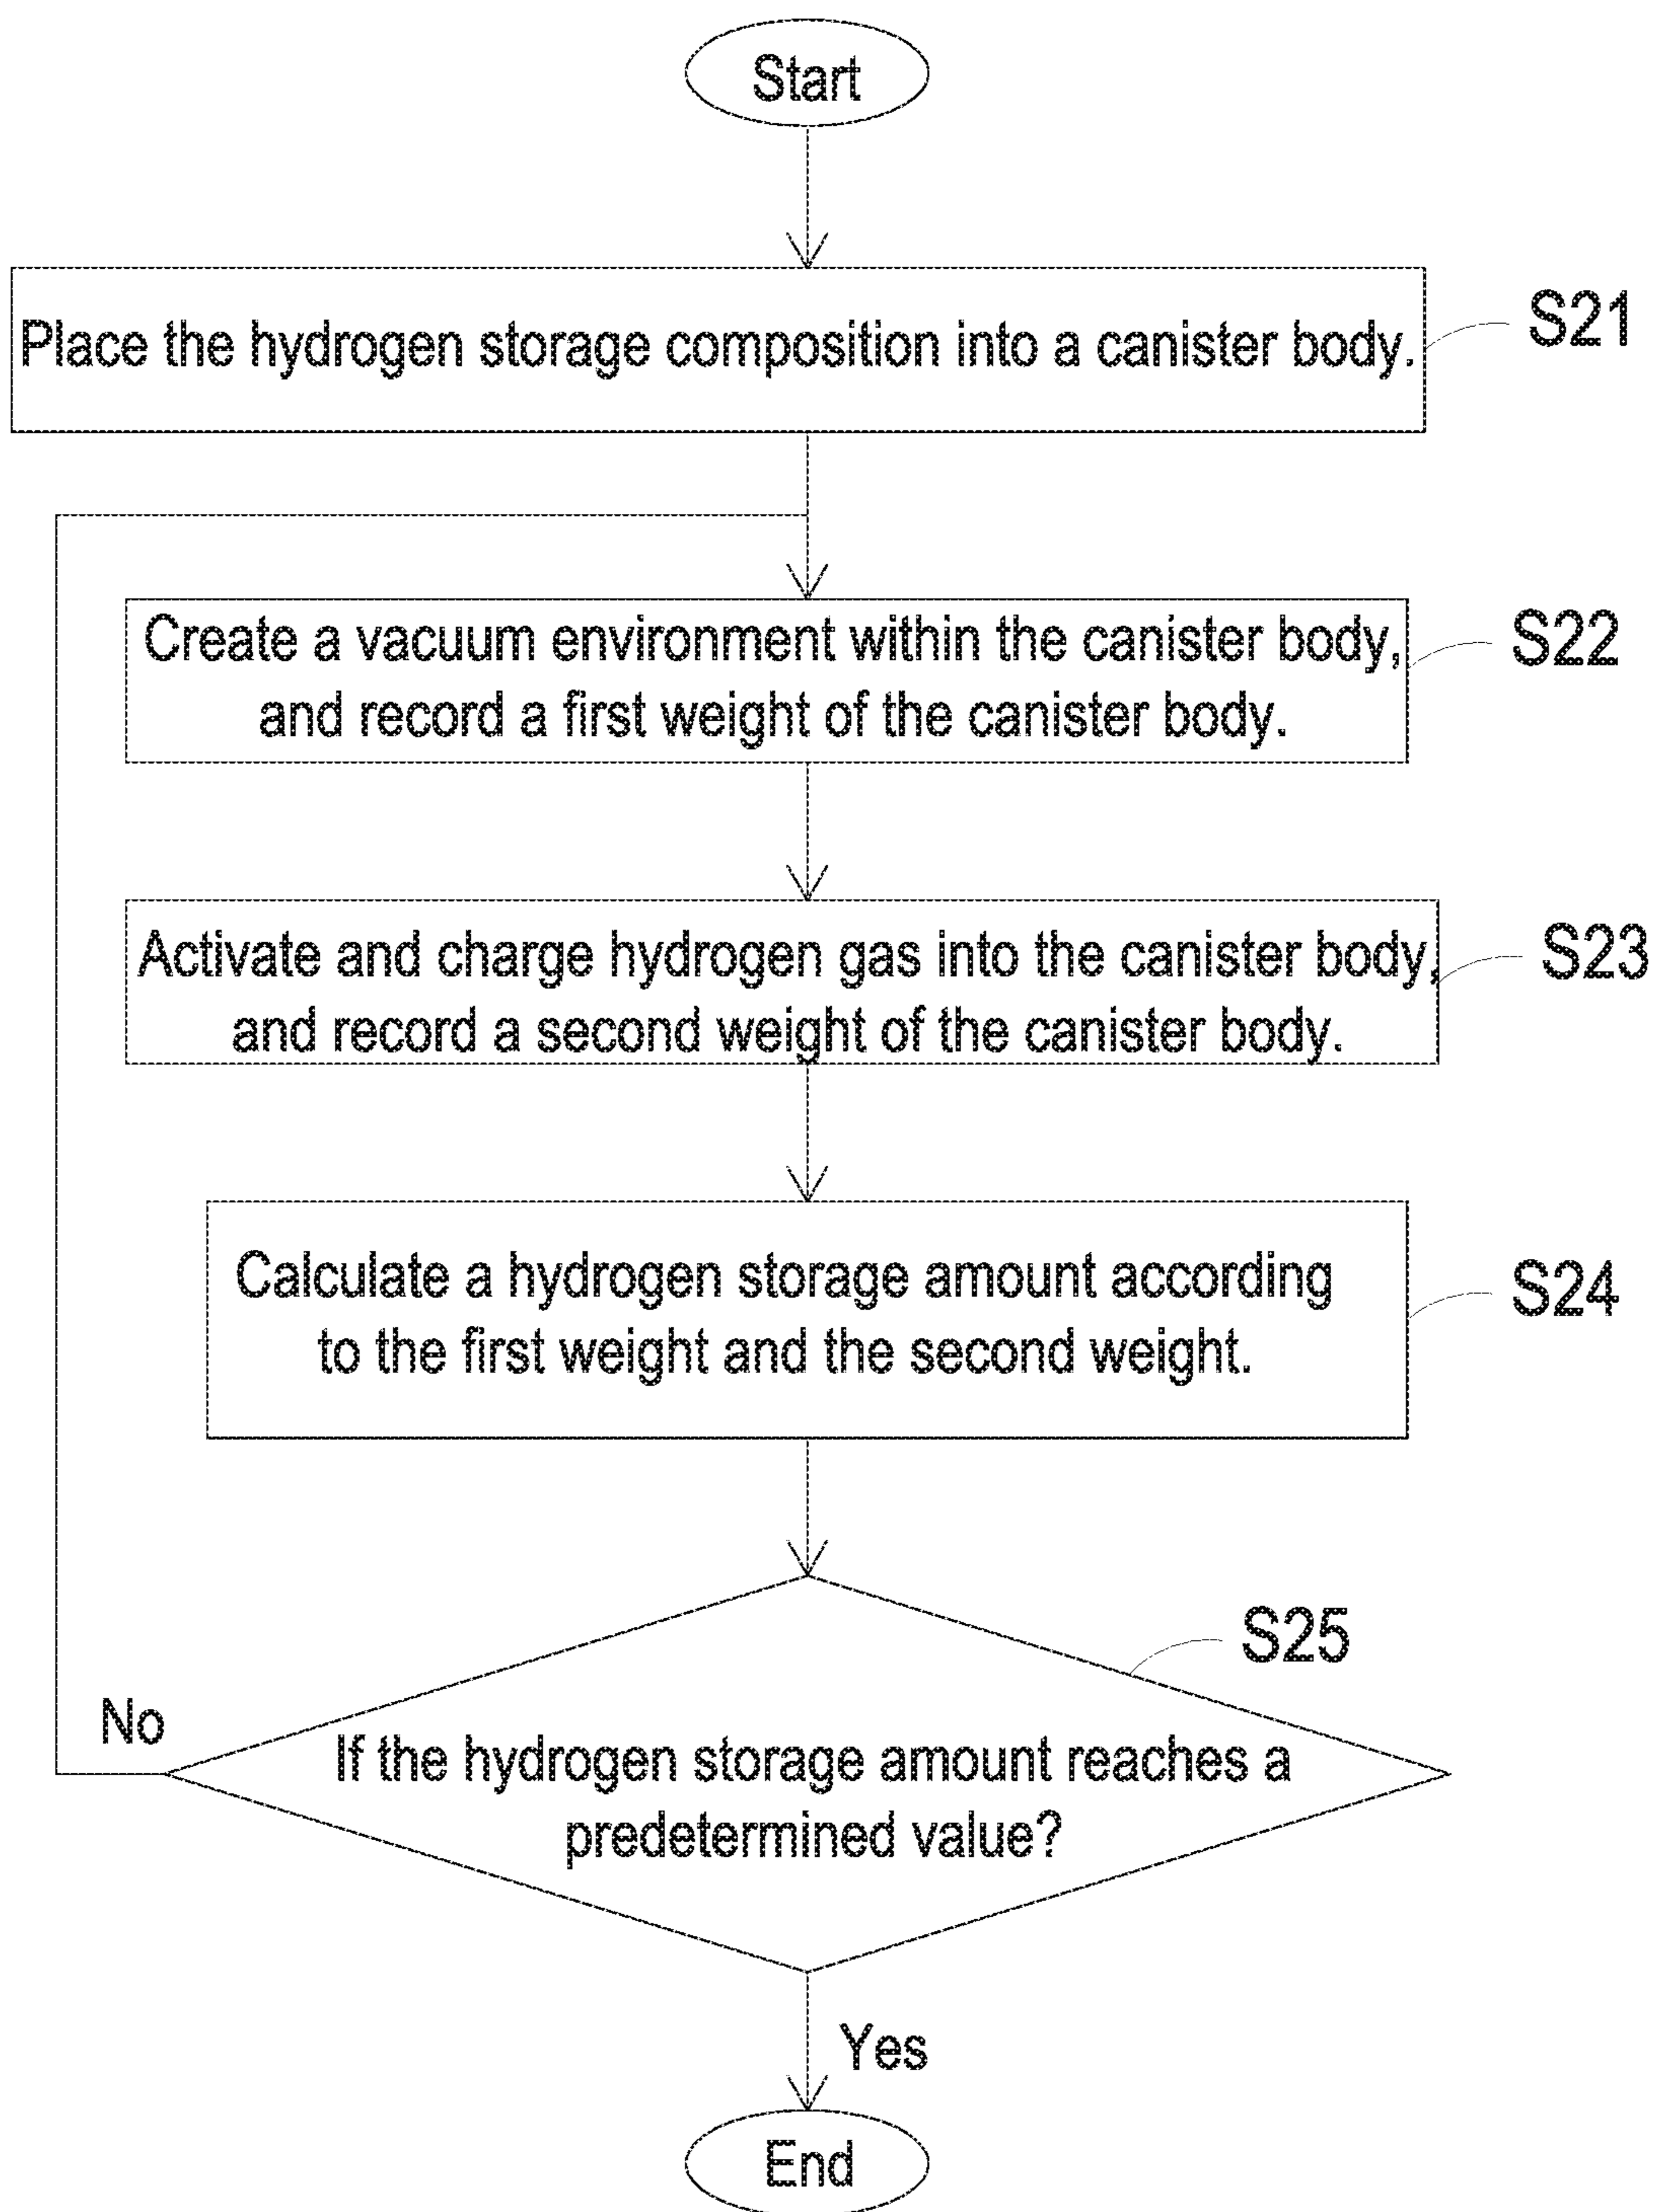 Start
Place the hydrogen storage composition into a canister body.
S21
Create a vacuum environment within the canister body,
and record a first weight of the canister body.
S22
Activate and charge hydrogen gas into the canister body,
and record a second weight of the canister body.
S23
Calculate a hydrogen storage amount according
to the first weight and the second weight.
S24
S25
No
If the hydrogen storage amount reaches a
predetermined value?
Yes
End